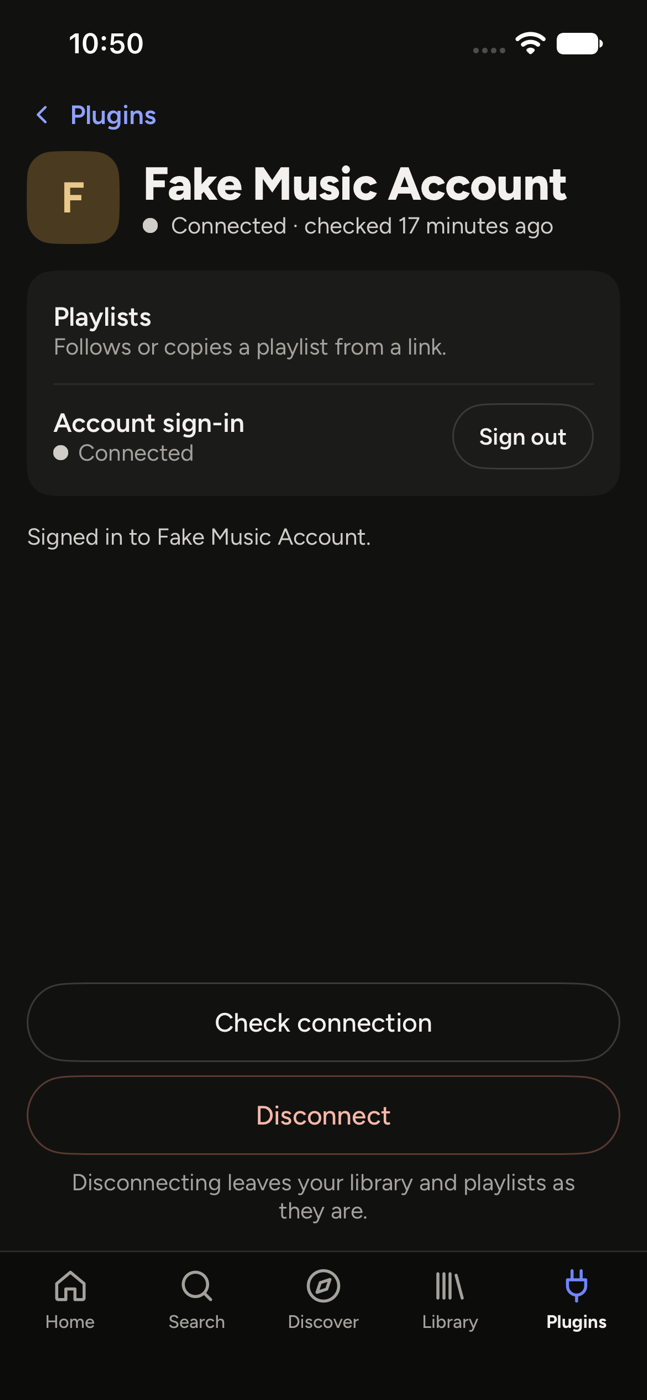 10:50
Plugins
F
Fake Music Account
Connected · checked 17 minutes ago
Playlists
Follows or copies a playlist from a link.
Account sign-in
Connected
Sign out
Signed in to Fake Music Account.
Check connection
Disconnect
Disconnecting leaves your library and playlists as
they are.
Home
Search
Discover
Library
Plugins